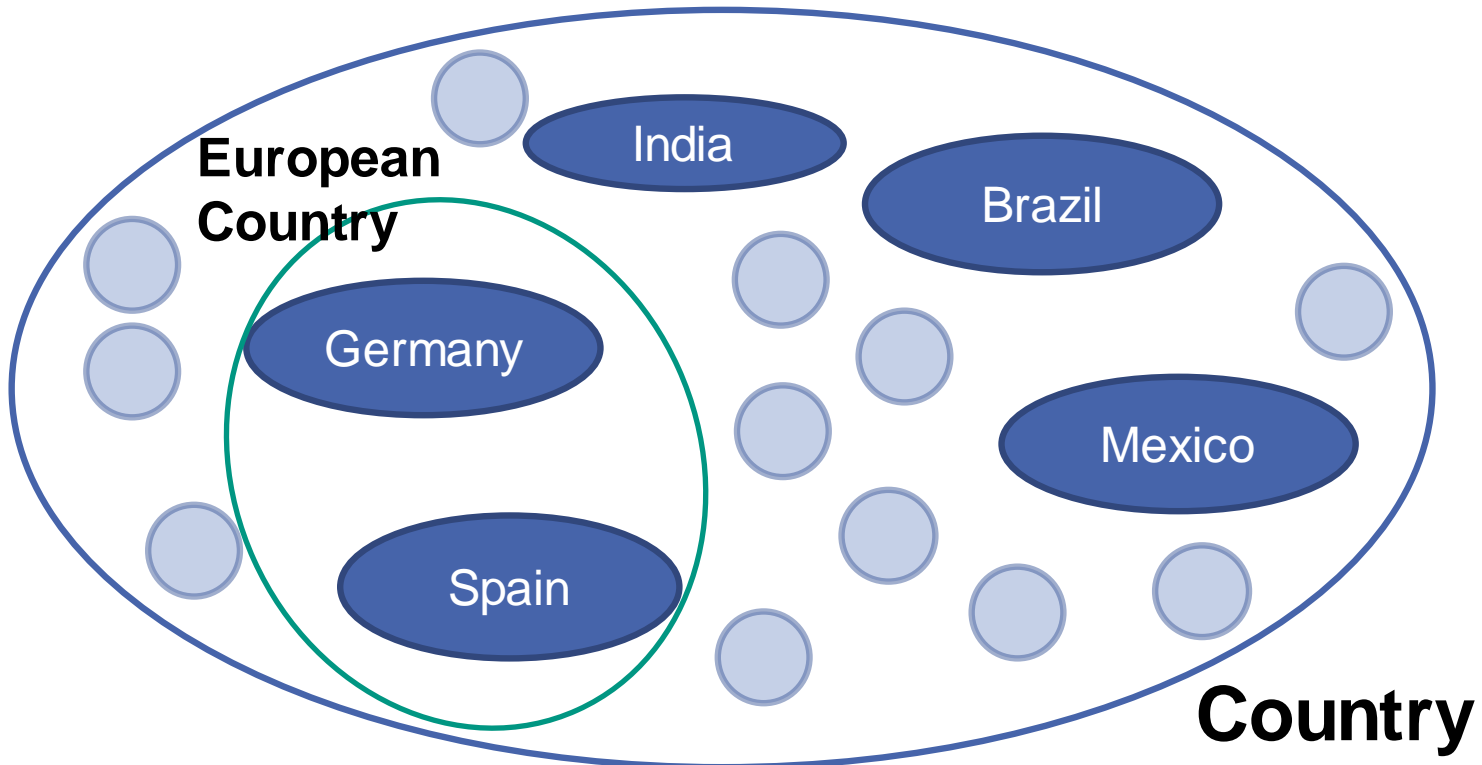 India
European
Country
Brazil
Germany
Mexico
Spain
Country